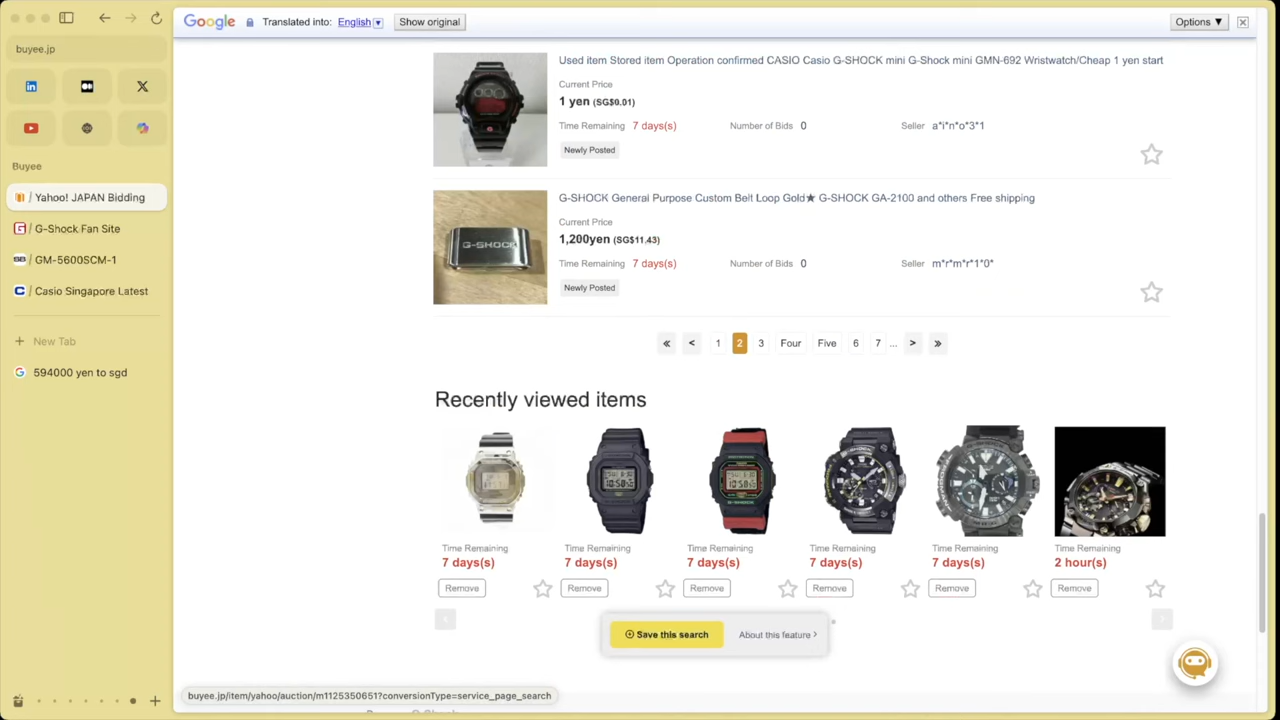 Google Translated into: English ▼ Show original Options ▼
buyee.jp
Buyee
/ Yahoo! JAPAN Bidding
/ G-Shock Fan Site
/ GM-5600SCM-1
/ Casio Singapore Latest
+ New Tab
594000 yen to sgd
Used item Stored item Operation confirmed CASIO Casio G-SHOCK mini G-Shock mini GMN-692 Wristwatch/Cheap 1 yen start
Current Price
1 yen (SG$0.01)
Time Remaining 7 days(s) Number of Bids 0 Seller a*i*n*o*3*1
Newly Posted
G-SHOCK General Purpose Custom Belt Loop Gold★ G-SHOCK GA-2100 and others Free shipping
Current Price
1,200yen (SG$11.43)
Time Remaining 7 days(s) Number of Bids 0 Seller m*r*m*r*1*0*
Newly Posted
G-SHOCK
« < 1 2 3 Four Five 6 7 ... > »
Recently viewed items
Time Remaining Time Remaining Time Remaining Time Remaining Time Remaining Time Remaining
7 days(s) 7 days(s) 7 days(s) 7 days(s) 7 days(s) 2 hour(s)
Remove Remove Remove Remove Remove Remove
Save this search About this feature >
buyee.jp/item/yahoo/auction/m1125350651?conversionType=service_page_search